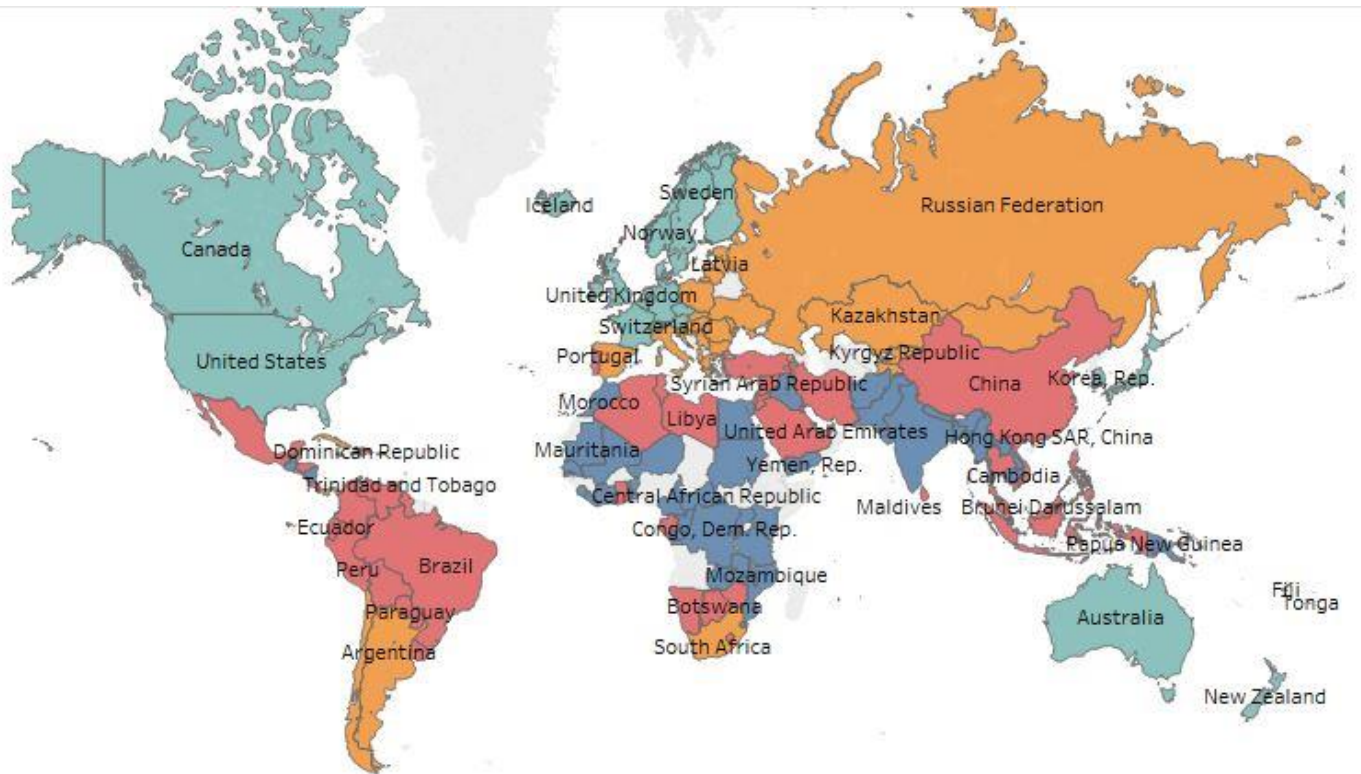 Sweden
Iceland
Russian Federation
Norway
Canada
Latvia
United Kingdom
Kazakhstan
Switzerland
Kyrgyz Republic
Portugal
United States
Korea, Rep.
Syrian Arab Republic
China
Morocco
Libya
United Arab Emirates
Hong Kong SAR, China
Mauritania
Dominican Republic
Yemen, Rep.
Cambodia
Trinidad and Tobago
Central African Republic
Maldives
Brunei Darussalam
Ecuador
Congo, Dem. Rep.
Papua New Guinea
Brazil
Peru
Mozambique
Fiji
Tonga
Botswana
Paraguay
Australia
South Africa
Argentina
New Zealand